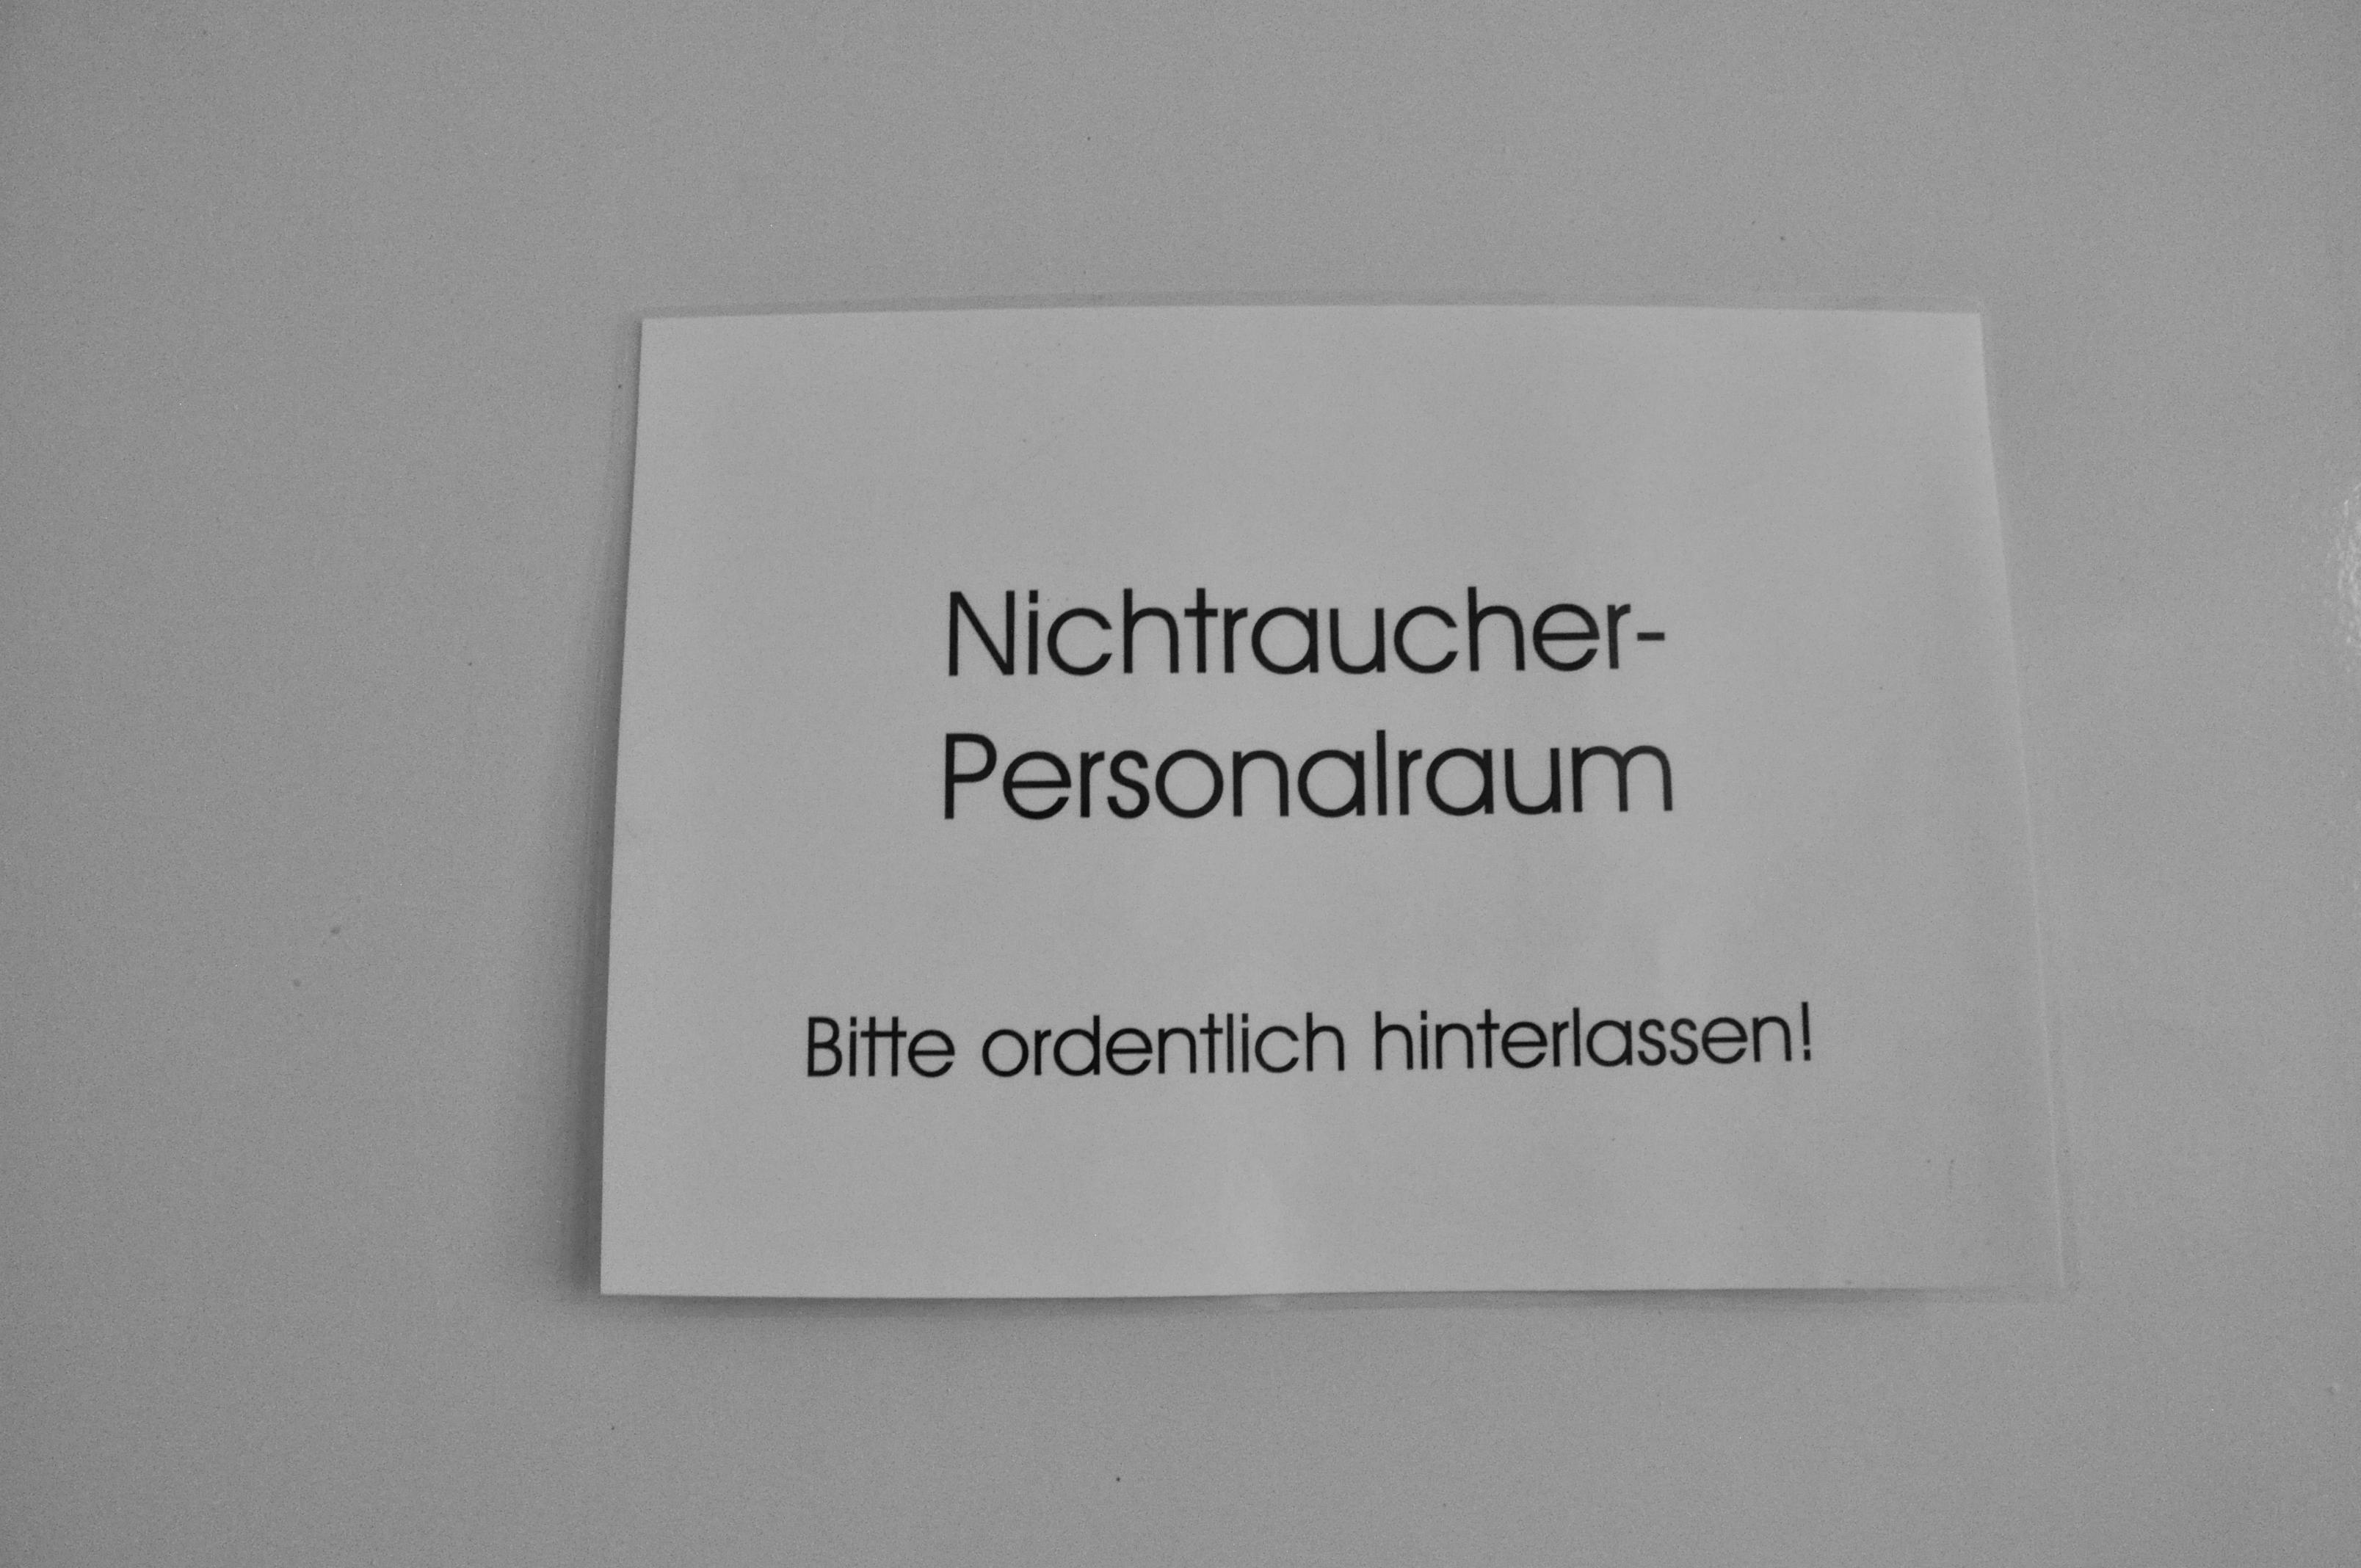 Nichtraucher-
Personalraum
Bitte ordentlich hinterlassen!